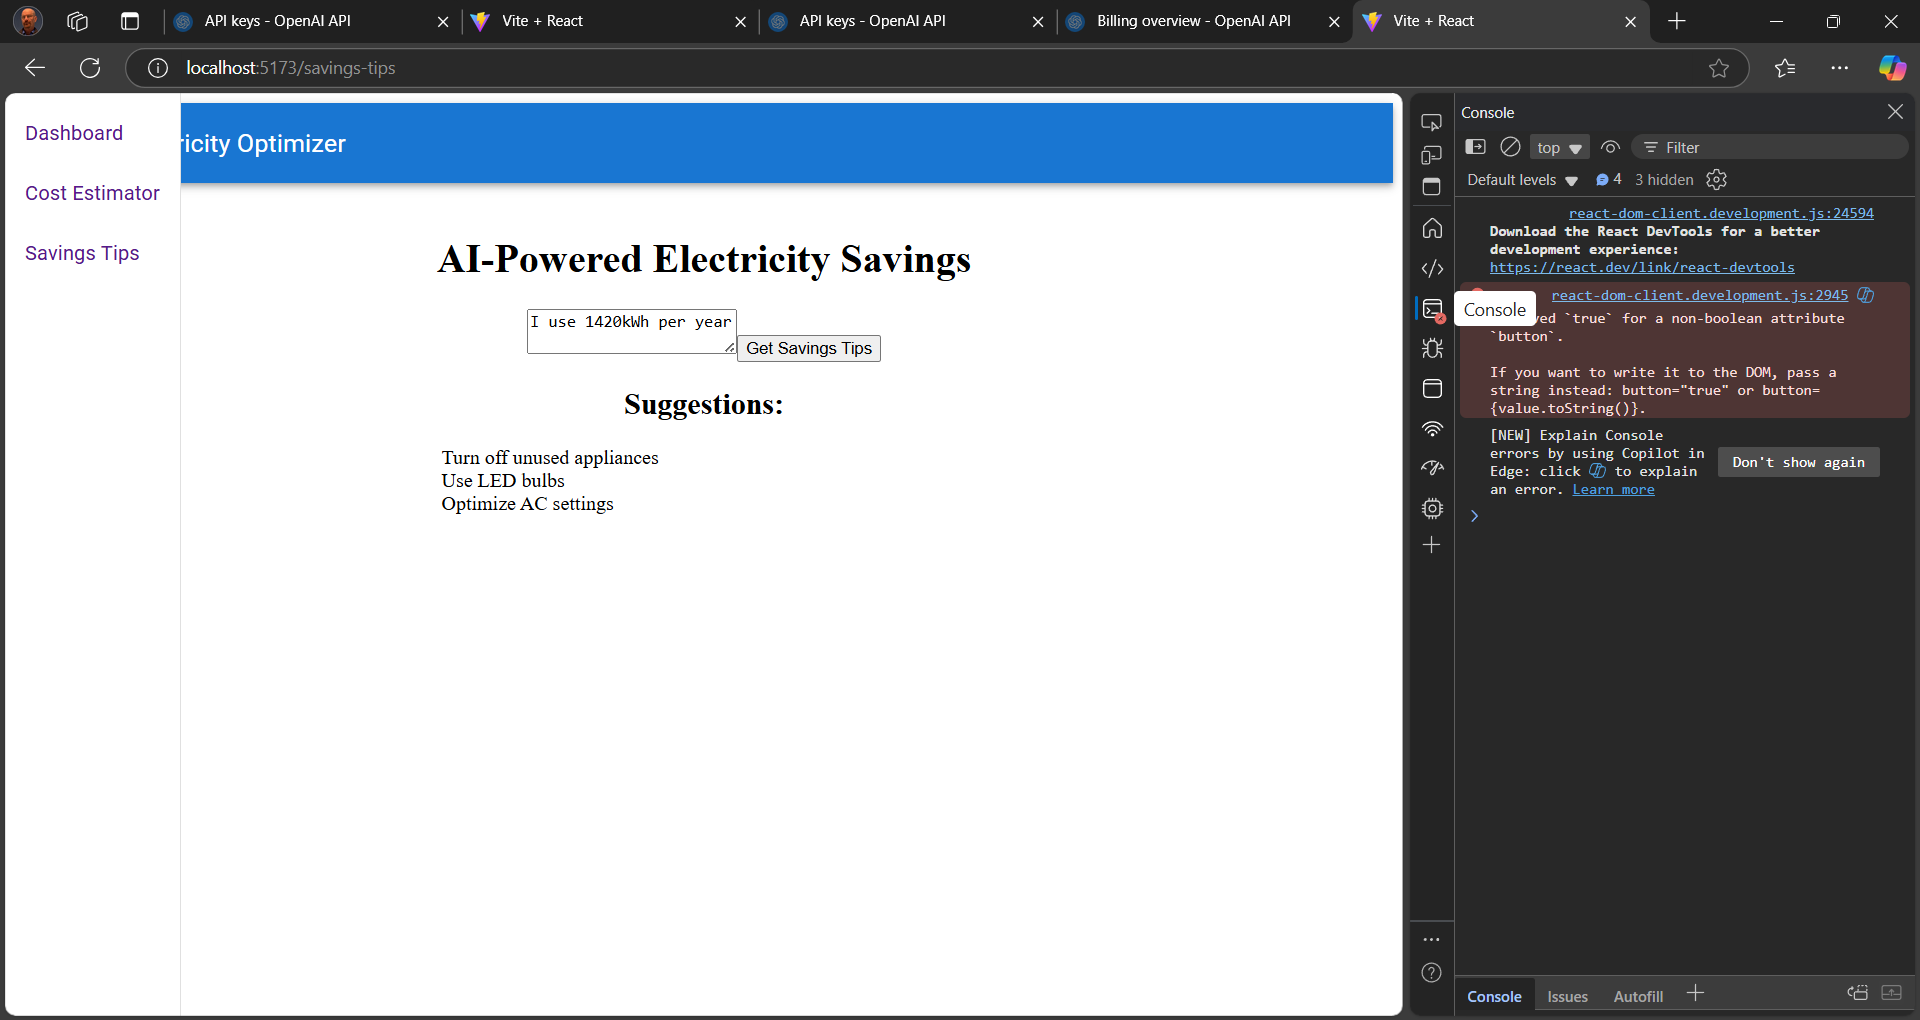 API keys - OpenAI API
Vite + React
API keys - OpenAI API
Billing overview - OpenAI API
Vite + React
localhost:5173/savings-tips
Dashboard
Cost Estimator
Savings Tips
ricity Optimizer
AI-Powered Electricity Savings
I use 1420kWh per year
Get Savings Tips
Suggestions:
Turn off unused appliances
Use LED bulbs
Optimize AC settings
Console
top
Filter
Default levels
4
3 hidden
react-dom-client.development.js:24594
Download the React DevTools for a better
development experience:
https://react.dev/link/react-devtools
react-dom-client.development.js:2945
Console
ved `true` for a non-boolean attribute
`button`.
If you want to write it to the DOM, pass a
string instead: button="true" or button=
{value.toString()}.
[NEW] Explain Console
errors by using Copilot in
Edge: click to explain
an error. Learn more
Don't show again
Console
Issues
Autofill